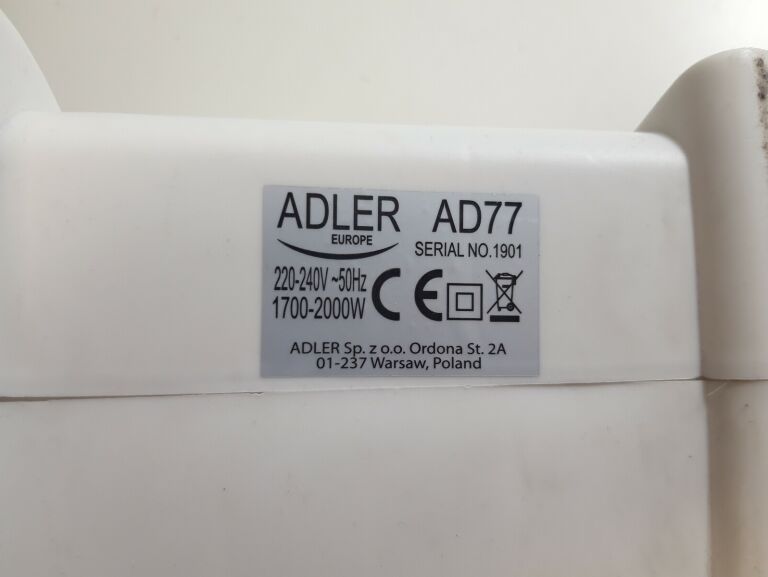 ADLER AD77
EUROPE
SERIAL NO.1901
220-240V ~50Hz
1700-2000W
CE
ADLER Sp. z o.o. Ordona St. 2A
01-237 Warsaw, Poland